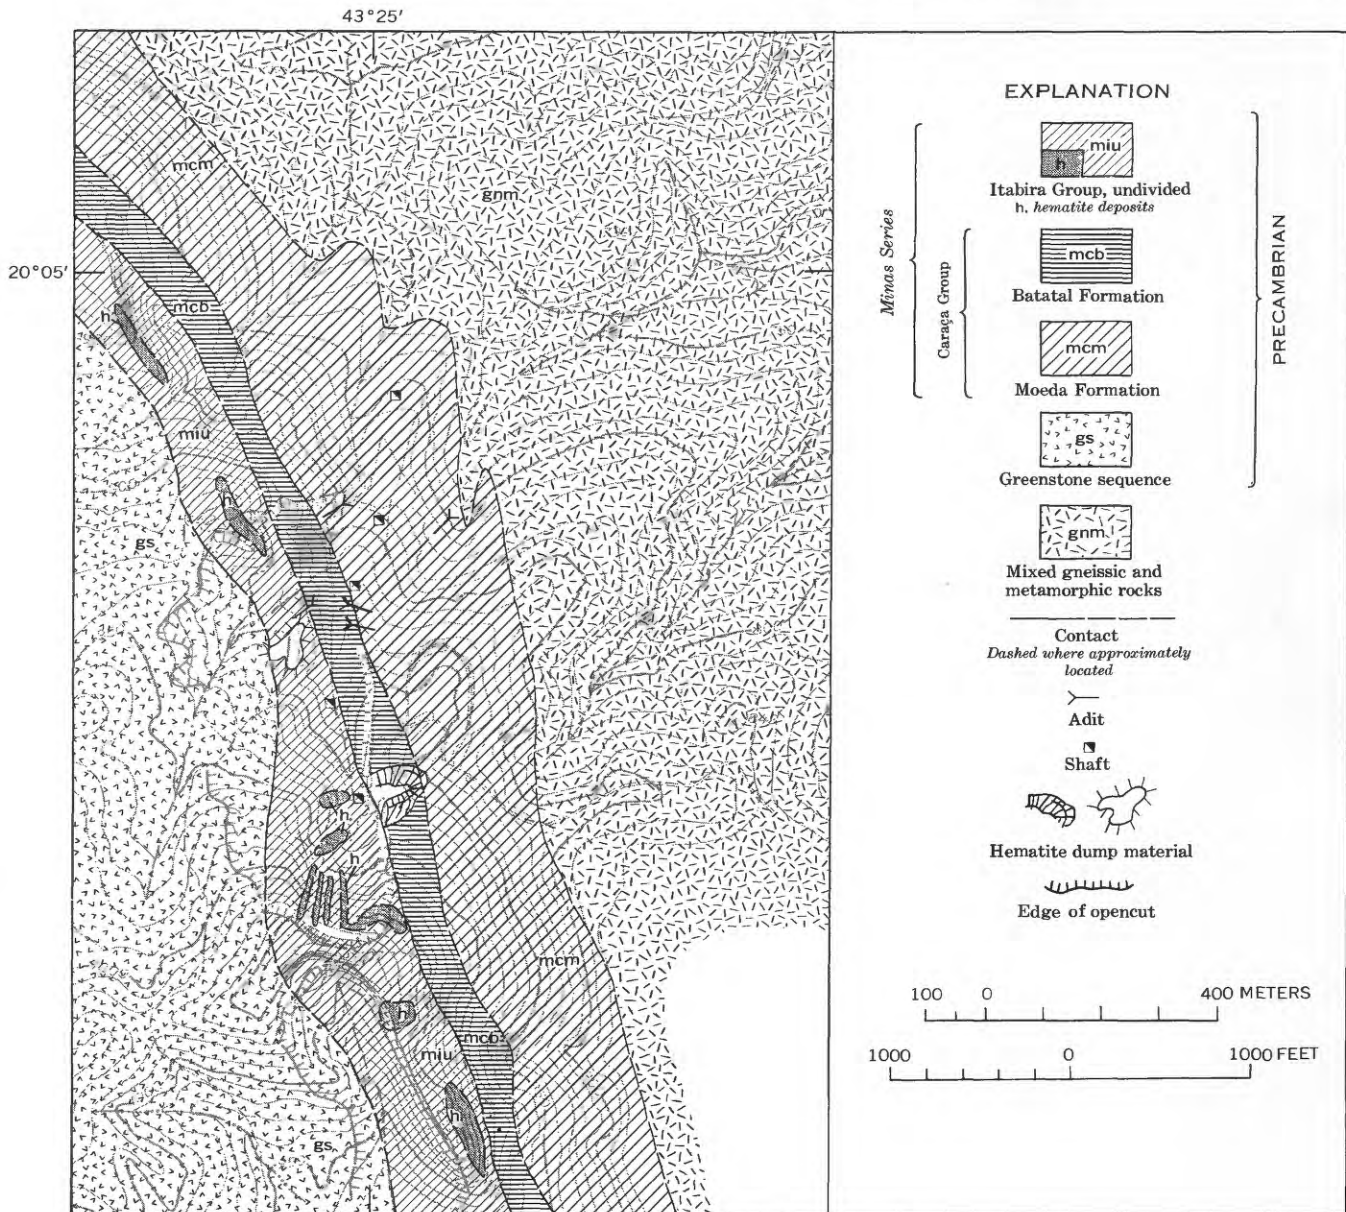 43°25′
20°05′
mcm
gnm
mcb
h
miu
h
gs
h
h
mcm
h
mcb
miu
h
gs
EXPLANATION
miu
h
Itabira Group, undivided
h, hematite deposits
mcb
Batatal Formation
mcm
Moeda Formation
gs
Greenstone sequence
gnm
Mixed gneissic and
metamorphic rocks
Minas Series
Caraça Group
PRECAMBRIAN
Contact
Dashed where approximately
located
Adit
Shaft
Hematite dump material
Edge of opencut
100 0 400 METERS
1000 0 1000 FEET